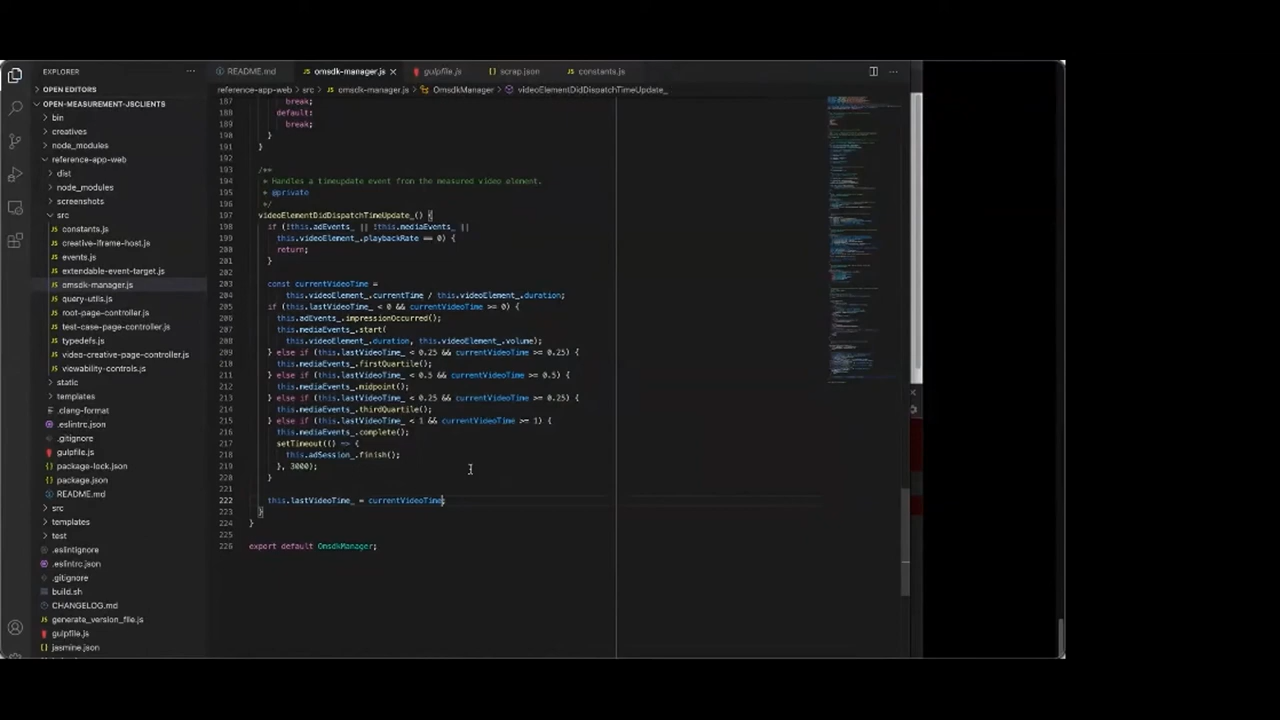 EXPLORER
README.md
omsdk-manager.js
gulpfile.js
scrap.json
constants.js
OPEN EDITORS
OPEN-MEASUREMENT-JSCLIENTS
bin
creatives
node_modules
reference-app-web
dist
node_modules
screenshots
src
constants.js
creative-iframe-host.js
events.js
extendable-event-target.js
omsdk-manager.js
query-utils.js
root-page-controller.js
test-case-page-controller.js
typedefs.js
video-creative-page-controller.js
viewability-controls.js
static
templates
.clang-format
.eslintrc.json
.gitignore
gulpfile.js
package-lock.json
package.json
README.md
src
templates
test
.eslintignore
.eslintrc.json
.gitignore
build.sh
CHANGELOG.md
generate_version_file.js
gulpfile.js
jasmine.json
reference-app-web > src > omsdk-manager.js > OmsdkManager > videoElementDidDispatchTimeUpdate_
187 break;
188 default:
189 break;
190 }
191 }
192
193 /**
194 * Handles a timeupdate event from the measured video element.
195 * @private
196 */
197 videoElementDidDispatchTimeUpdate_() {
198 if (!this.adEvents_ || !this.mediaEvents_ ||
199 this.videoElement_.playbackRate == 0) {
200 return;
201 }
202
203 const currentVideoTime =
204 this.videoElement_.currentTime / this.videoElement_.duration;
205 if (this.lastVideoTime_ < 0 && currentVideoTime >= 0) {
206 this.adEvents_.impressionOccurred();
207 this.mediaEvents_.start(
208 this.videoElement_.duration, this.videoElement_.volume);
209 } else if (this.lastVideoTime_ < 0.25 && currentVideoTime >= 0.25) {
210 this.mediaEvents_.firstQuartile();
211 } else if (this.lastVideoTime_ < 0.5 && currentVideoTime >= 0.5) {
212 this.mediaEvents_.midpoint();
213 } else if (this.lastVideoTime_ < 0.25 && currentVideoTime >= 0.25) {
214 this.mediaEvents_.thirdQuartile();
215 } else if (this.lastVideoTime_ < 1 && currentVideoTime >= 1) {
216 this.mediaEvents_.complete();
217 setTimeout(() => {
218 this.adSession_.finish();
219 }, 3000);
220 }
221
222 this.lastVideoTime_ = currentVideoTime;
223 }
224 }
225
226 export default OmsdkManager;